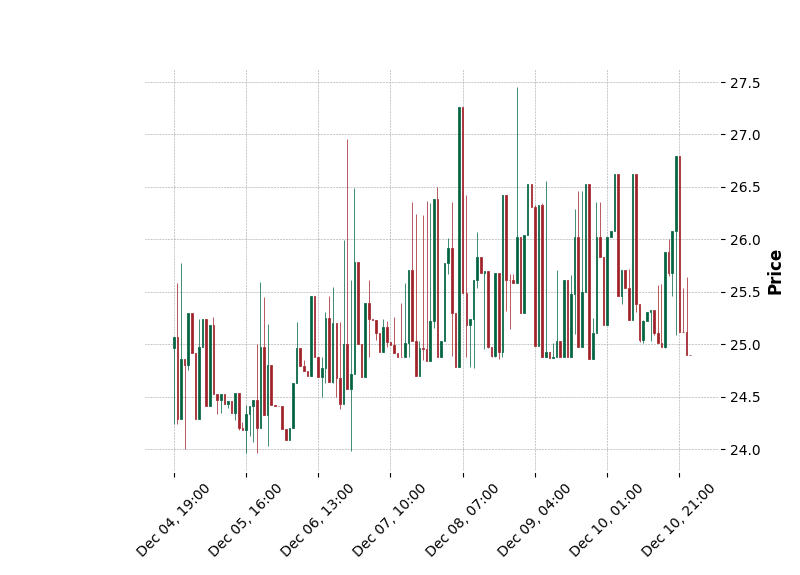 27.5
27.0
26.5
26.0
25.5
25.0
24.5
24.0
Price
Dec 04, 19:00
Dec 05, 16:00
Dec 06, 13:00
Dec 07, 10:00
Dec 08, 07:00
Dec 09, 04:00
Dec 10, 01:00
Dec 10, 21:00